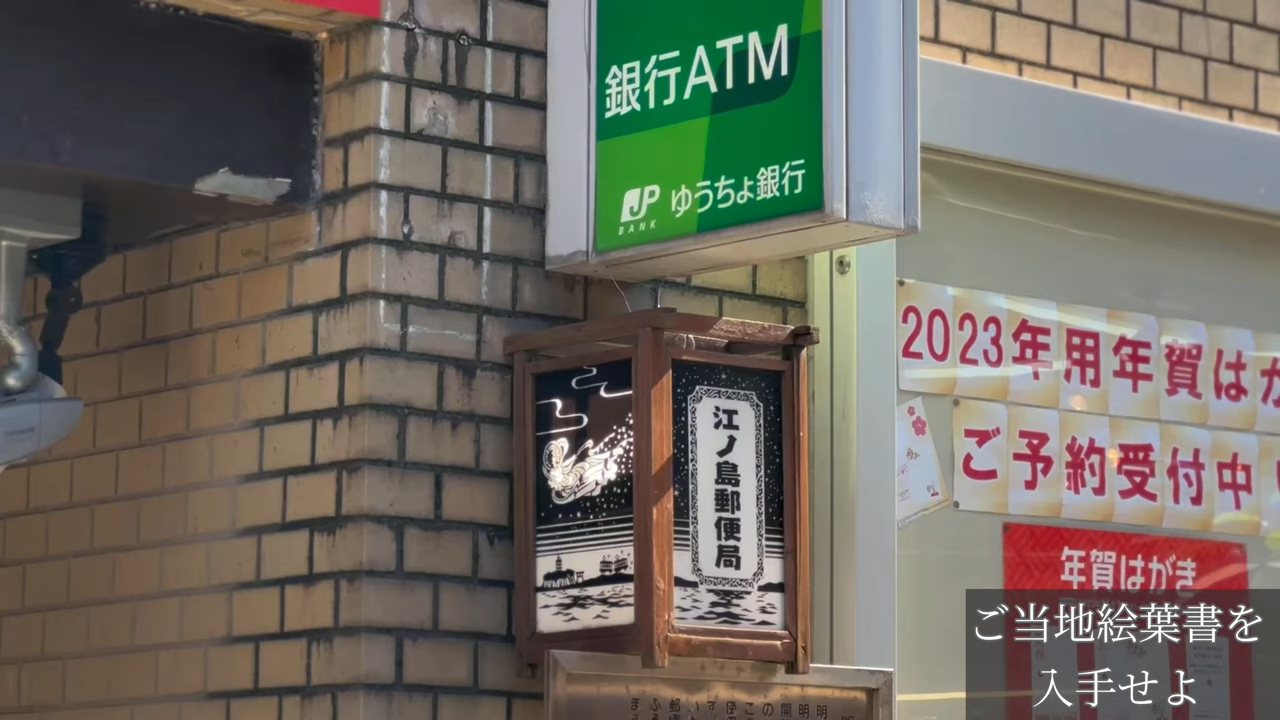 銀行ATM
JP
BANK
ゆうちょ銀行
江ノ島郵便局
2023年用年賀はが
ご予約受付中
年賀はがき
ご当地絵葉書を
入手せよ